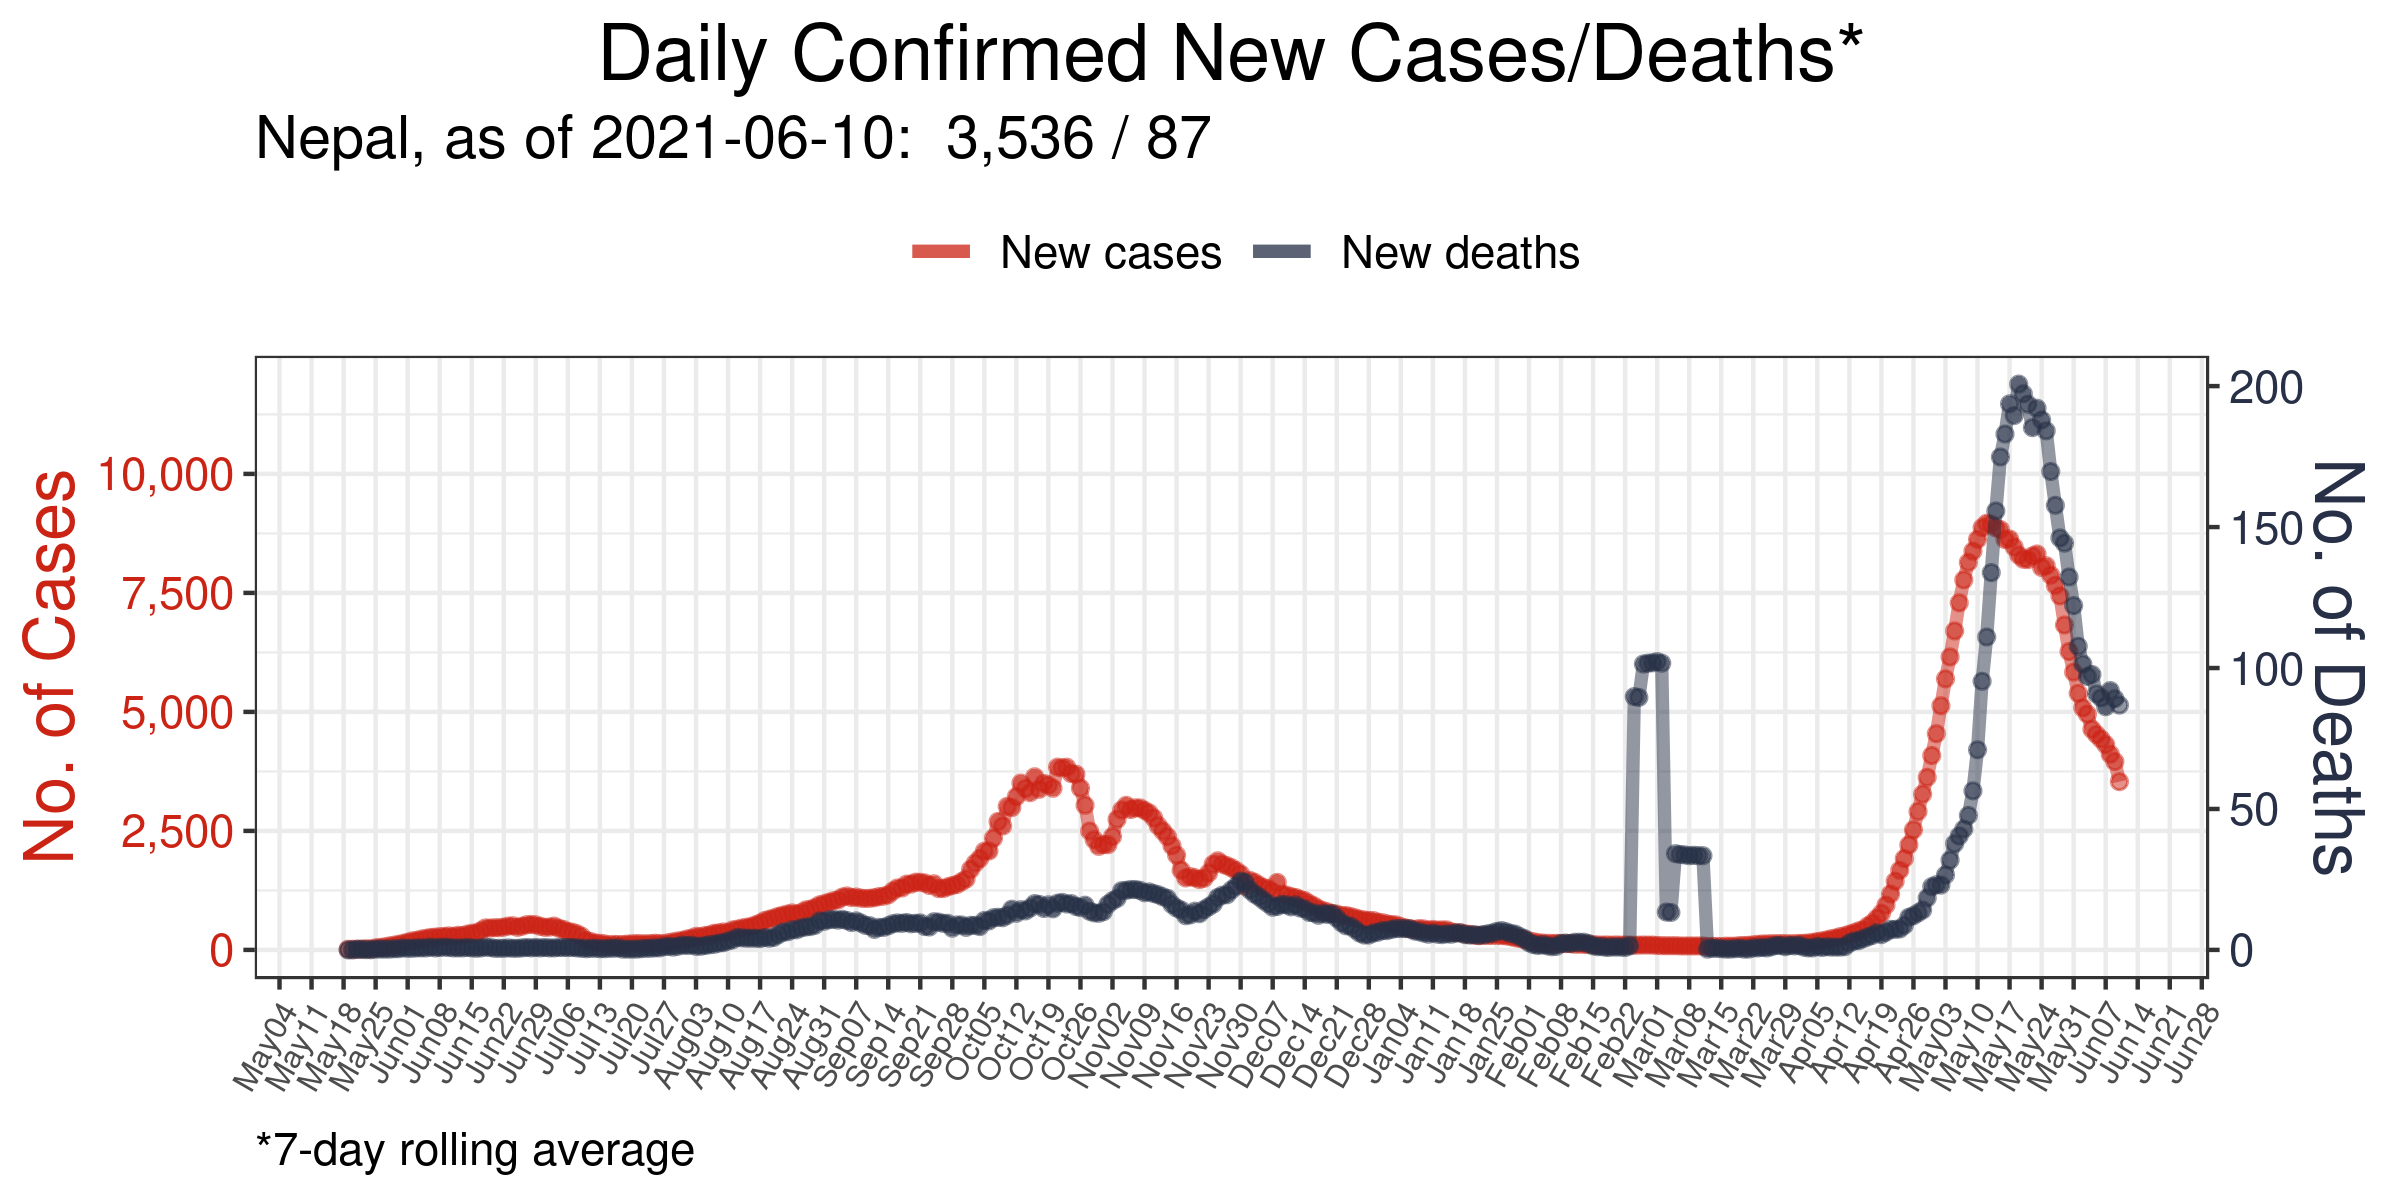 Daily Confirmed New Cases/Deaths*
Nepal, as of 2021-06-10:  3,536 / 87
New cases
New deaths
No. of Cases
10,000
7,500
5,000
2,500
0
200
150
100
50
0
No. of Deaths
May04
May11
May18
May25
Jun01
Jun08
Jun15
Jun22
Jun29
Jul06
Jul13
Jul20
Jul27
Aug03
Aug10
Aug17
Aug24
Aug31
Sep07
Sep14
Sep21
Sep28
Oct05
Oct12
Oct19
Oct26
Nov02
Nov09
Nov16
Nov23
Nov30
Dec07
Dec14
Dec21
Dec28
Jan04
Jan11
Jan18
Jan25
Feb01
Feb08
Feb15
Feb22
Mar01
Mar08
Mar15
Mar22
Mar29
Apr05
Apr12
Apr19
Apr26
May03
May10
May17
May24
May31
Jun07
Jun14
Jun21
Jun28
*7-day rolling average